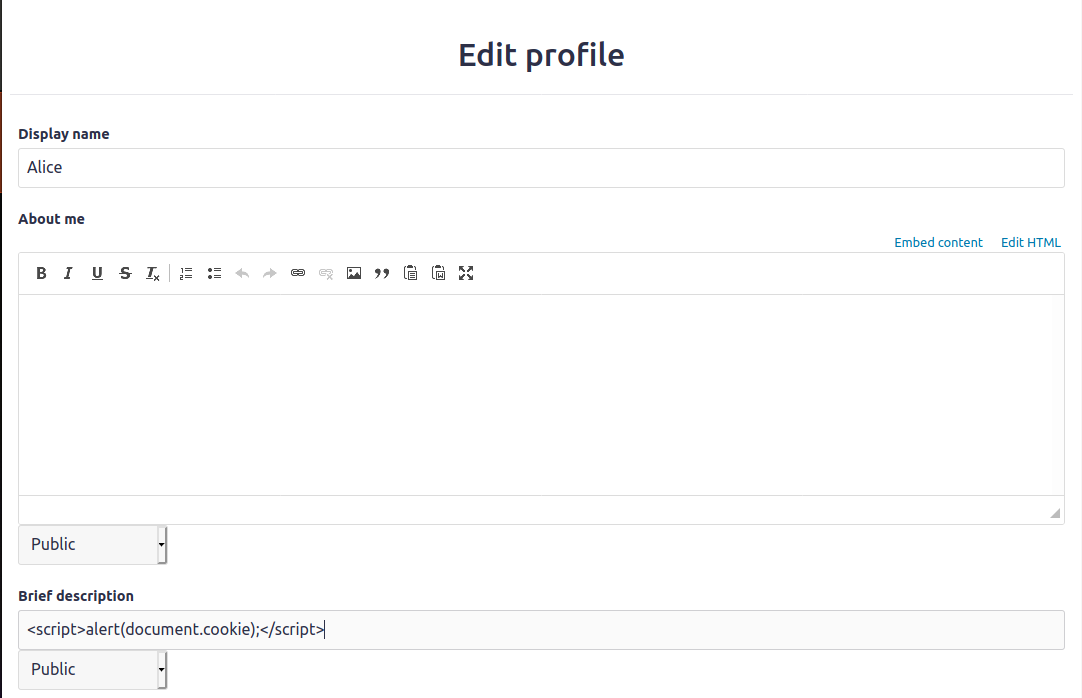 Edit profile
Display name
Alice
About me
Embed content Edit HTML
B I U S Tx
Public
Brief description
<script>alert(document.cookie);</script>
Public